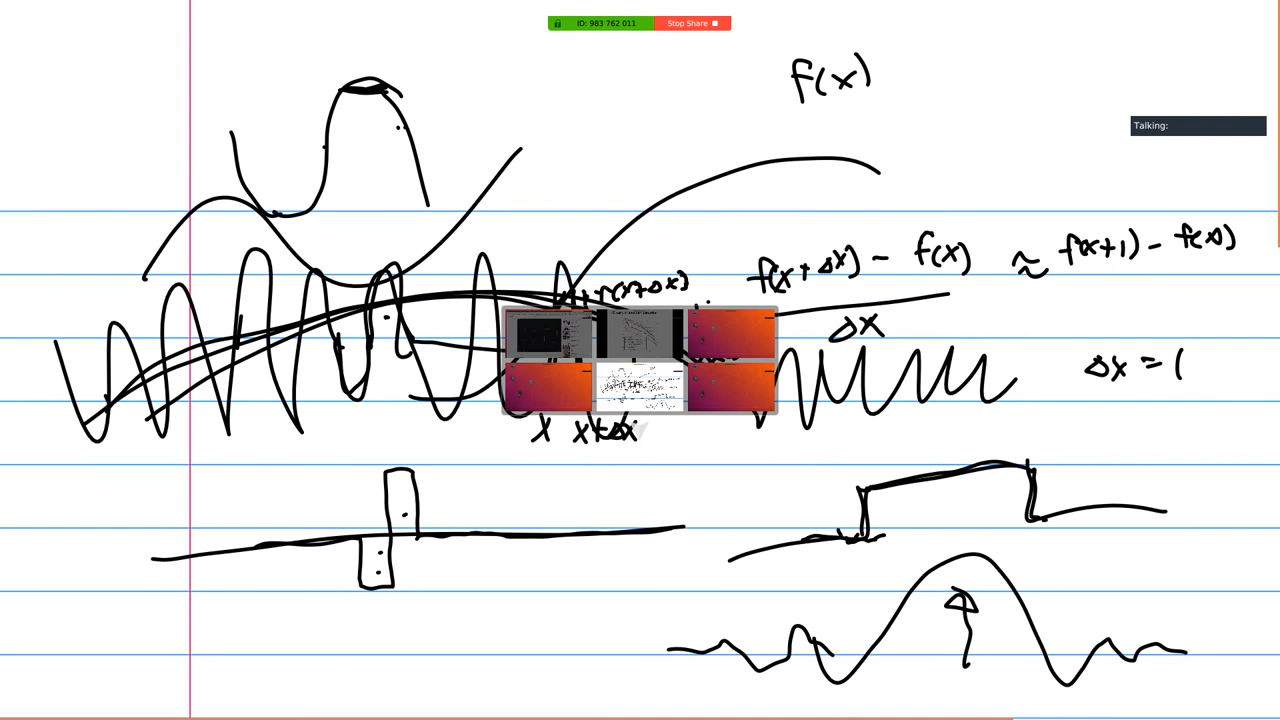 ID: 983 762 011 Stop Share
f(x)
Talking:
f(x + Δx) - f(x) ≈ f(x+1) - f(x)
Δx
Δx = 1
x x+Δx